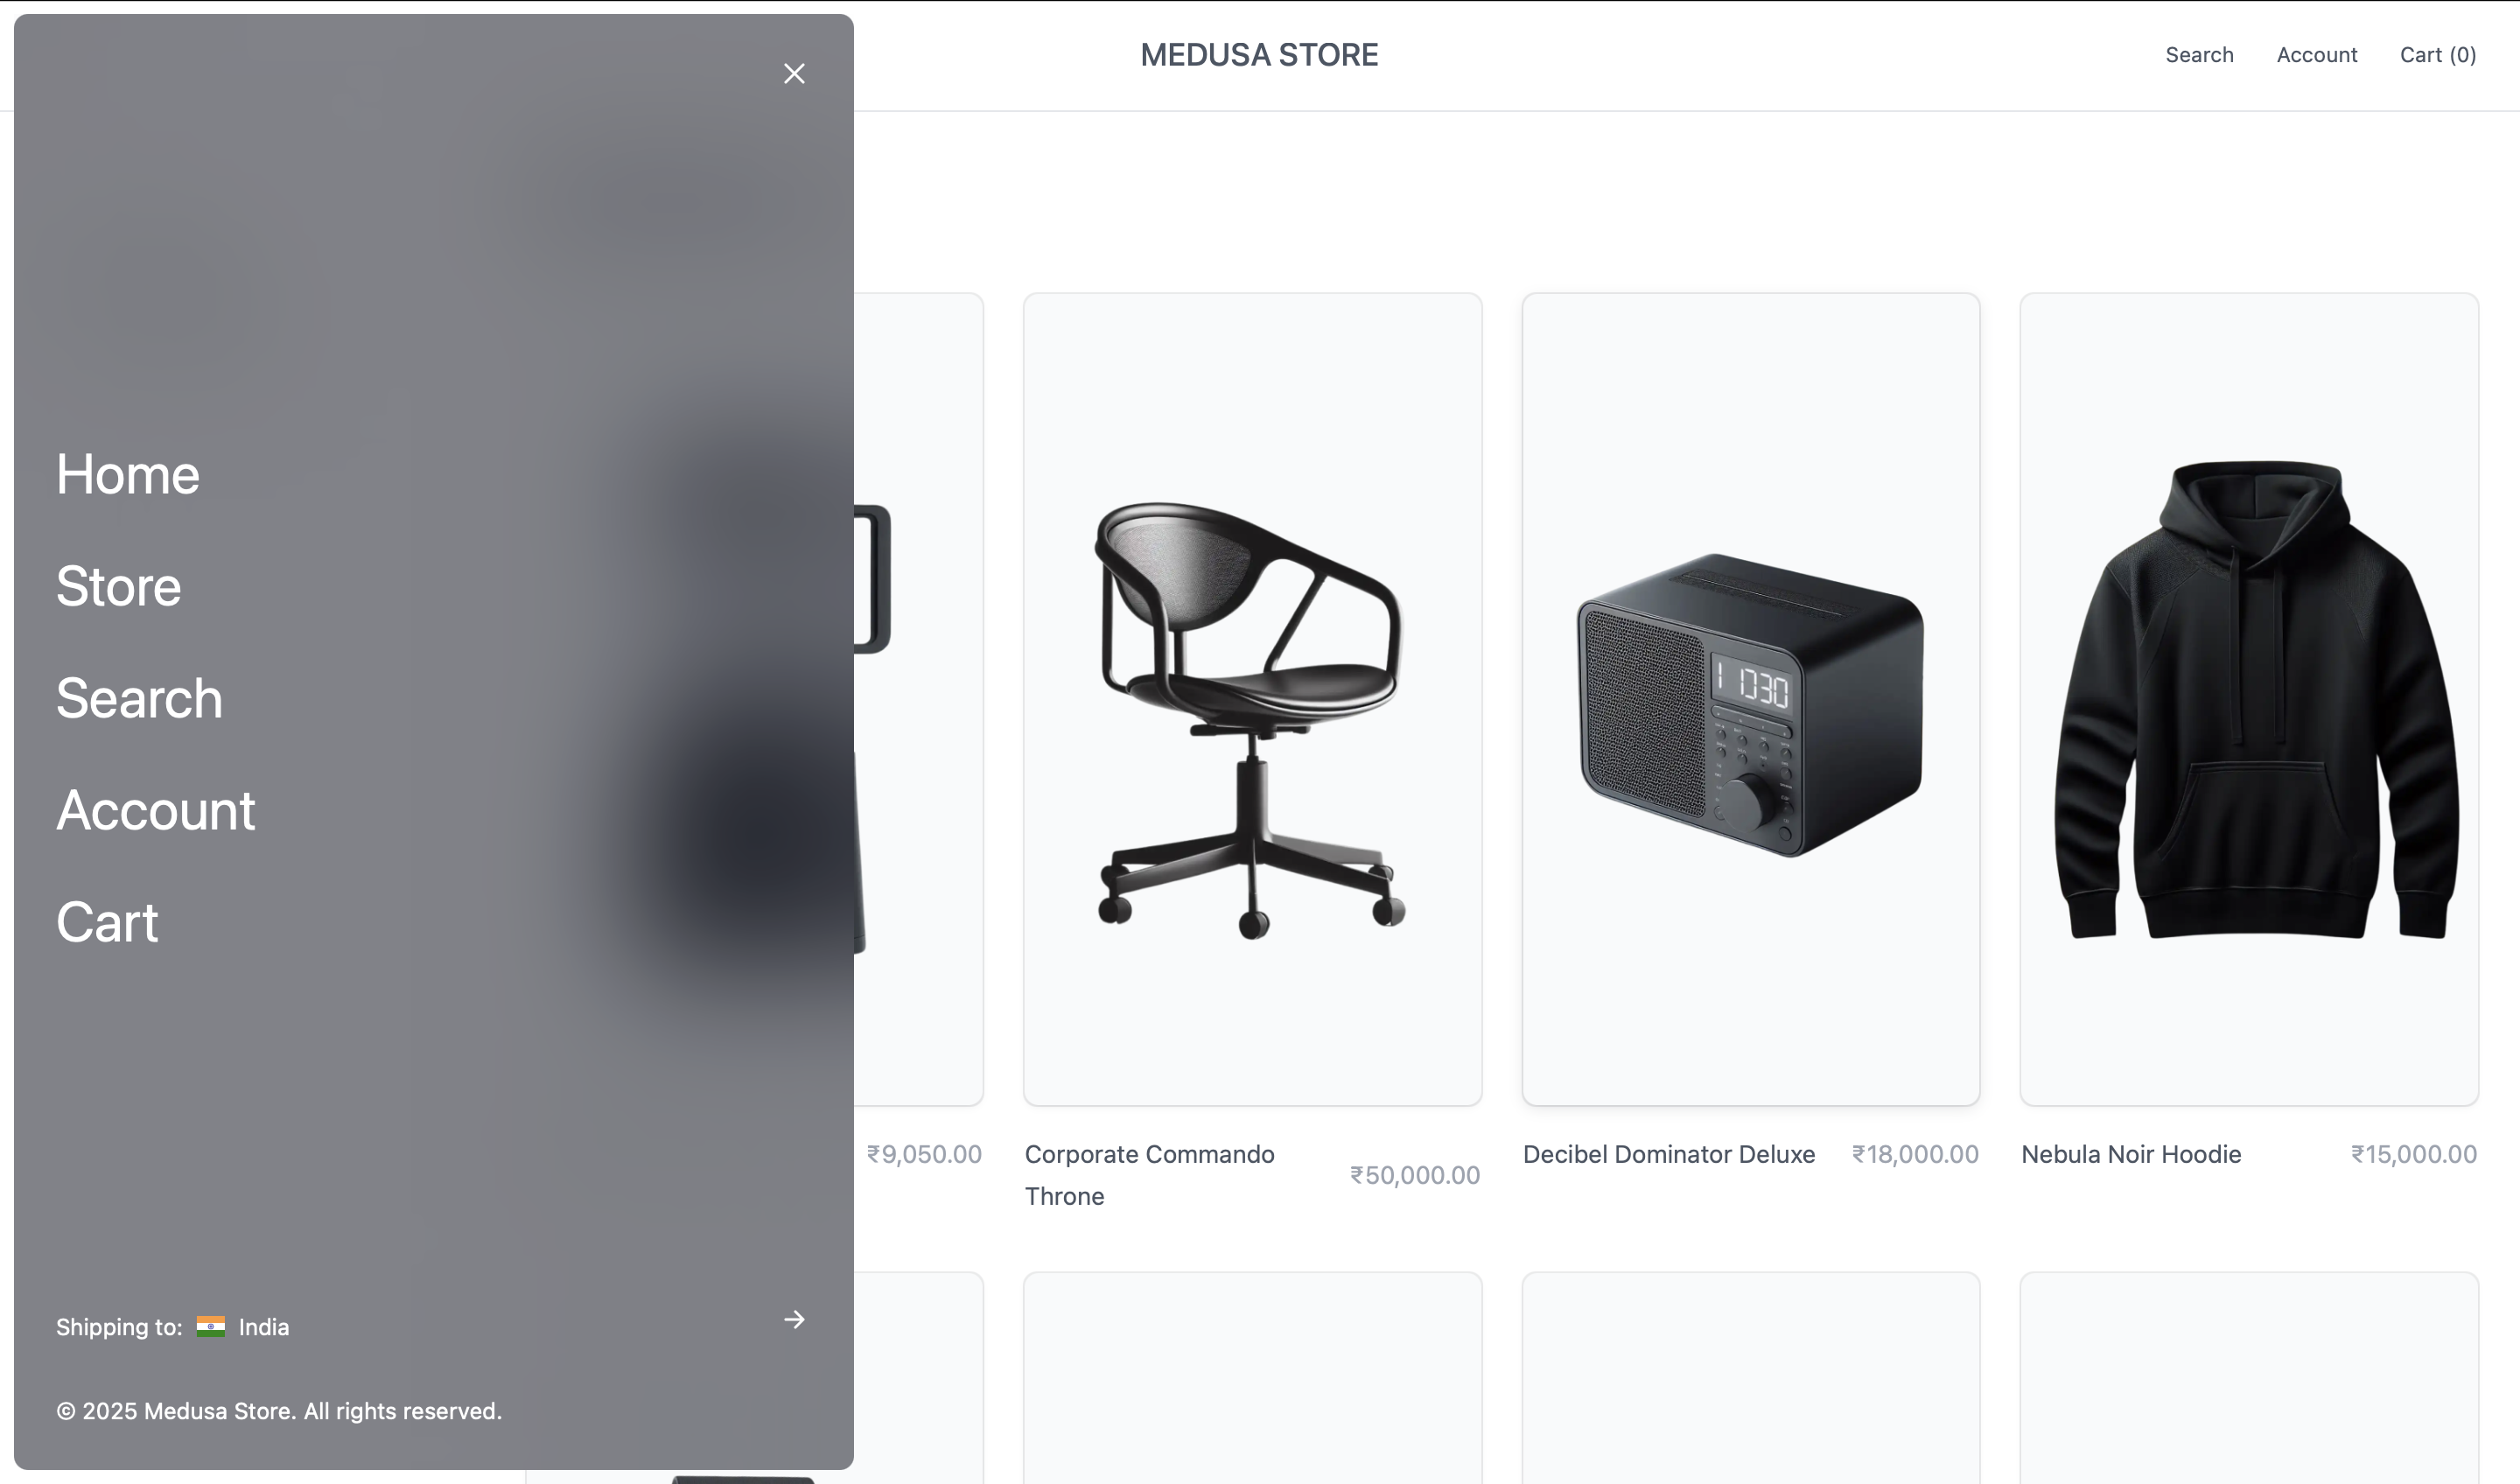 MEDUSA STORE
Search
Account
Cart (0)
Home
Store
Search
Account
Cart
Shipping to:
India
© 2025 Medusa Store. All rights reserved.
₹9,050.00
Corporate Commando
Throne
₹50,000.00
Decibel Dominator Deluxe
₹18,000.00
Nebula Noir Hoodie
₹15,000.00